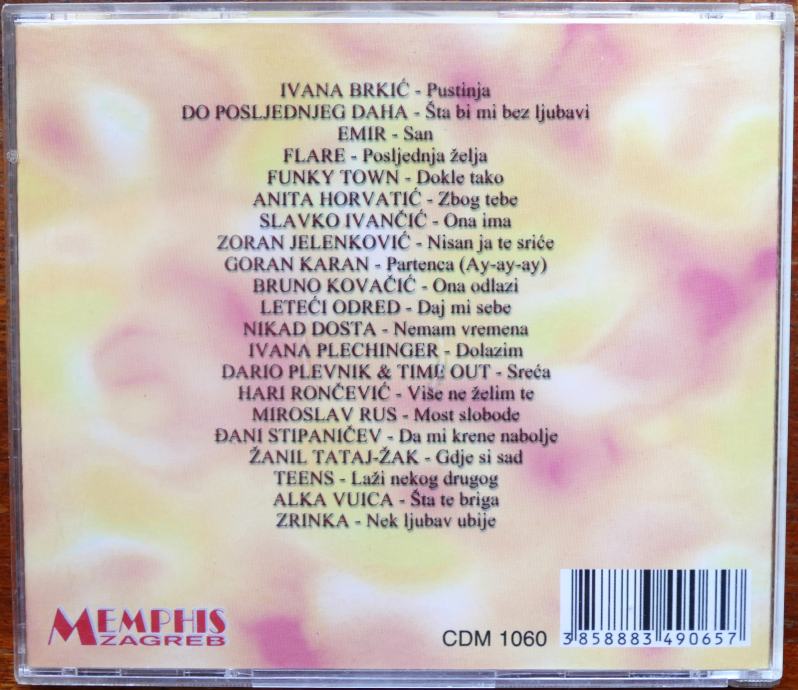 IVANA BRKIĆ - Pustinja
DO POSLJEDNJEG DAHA - Šta bi mi bez ljubavi
EMIR - San
FLARE - Posljednja želja
FUNKY TOWN - Dokle tako
ANITA HORVATIĆ - Zbog tebe
SLAVKO IVANČIĆ - Ona ima
ZORAN JELENKOVIĆ - Nisan ja te sriće
GORAN KARAN - Partenca (Ay-ay-ay)
BRUNO KOVAČIĆ - Ona odlazi
LETEĆI ODRED - Daj mi sebe
NIKAD DOSTA - Nemam vremena
IVANA PLECHINGER - Dolazim
DARIO PLEVNIK & TIME OUT - Sreća
HARI RONČEVIĆ - Više ne želim te
MIROSLAV RUS - Most slobode
ĐANI STIPANIČEV - Da mi krene nabolje
ŽANIL TATAJ-ŽAK - Gdje si sad
TEENS - Laži nekog drugog
ALKA VUICA - Šta te briga
ZRINKA - Nek ljubav ubije
MEMPHIS
ZAGREB
CDM 1060
3858883490657